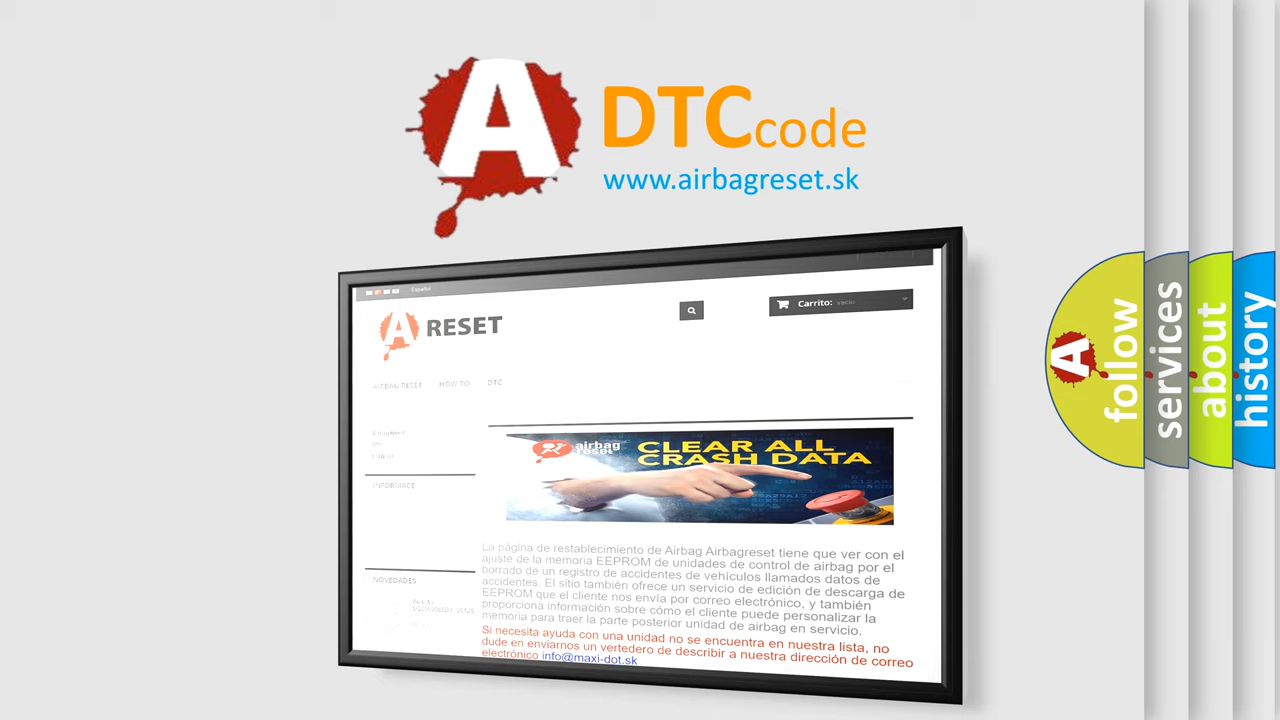 A
DTCcode
www.airbagreset.sk
Español
A RESET
Carrito: vacío
AIRBAG RESET HOW TO DTC
INFORMACE
NOVEDADES
airbag
reset
CLEAR ALL
CRASH DATA
La página de restablecimiento de Airbag Airbagreset tiene que ver con el
ajuste de la memoria EEPROM de unidades de control de airbag por el
borrado de un registro de accidentes de vehículos llamados datos de
accidentes. El sitio también ofrece un servicio de edición de descarga de
EEPROM que el cliente nos envía por correo electrónico, y también
proporciona información sobre cómo el cliente puede personalizar la
memoria para traer la parte posterior unidad de airbag en servicio.
Si necesita ayuda con una unidad no se encuentra en nuestra lista, no
dude en enviarnos un vertedero de describir a nuestra dirección de correo
electrónico info@maxi-dot.sk
A
follow
services
about
history